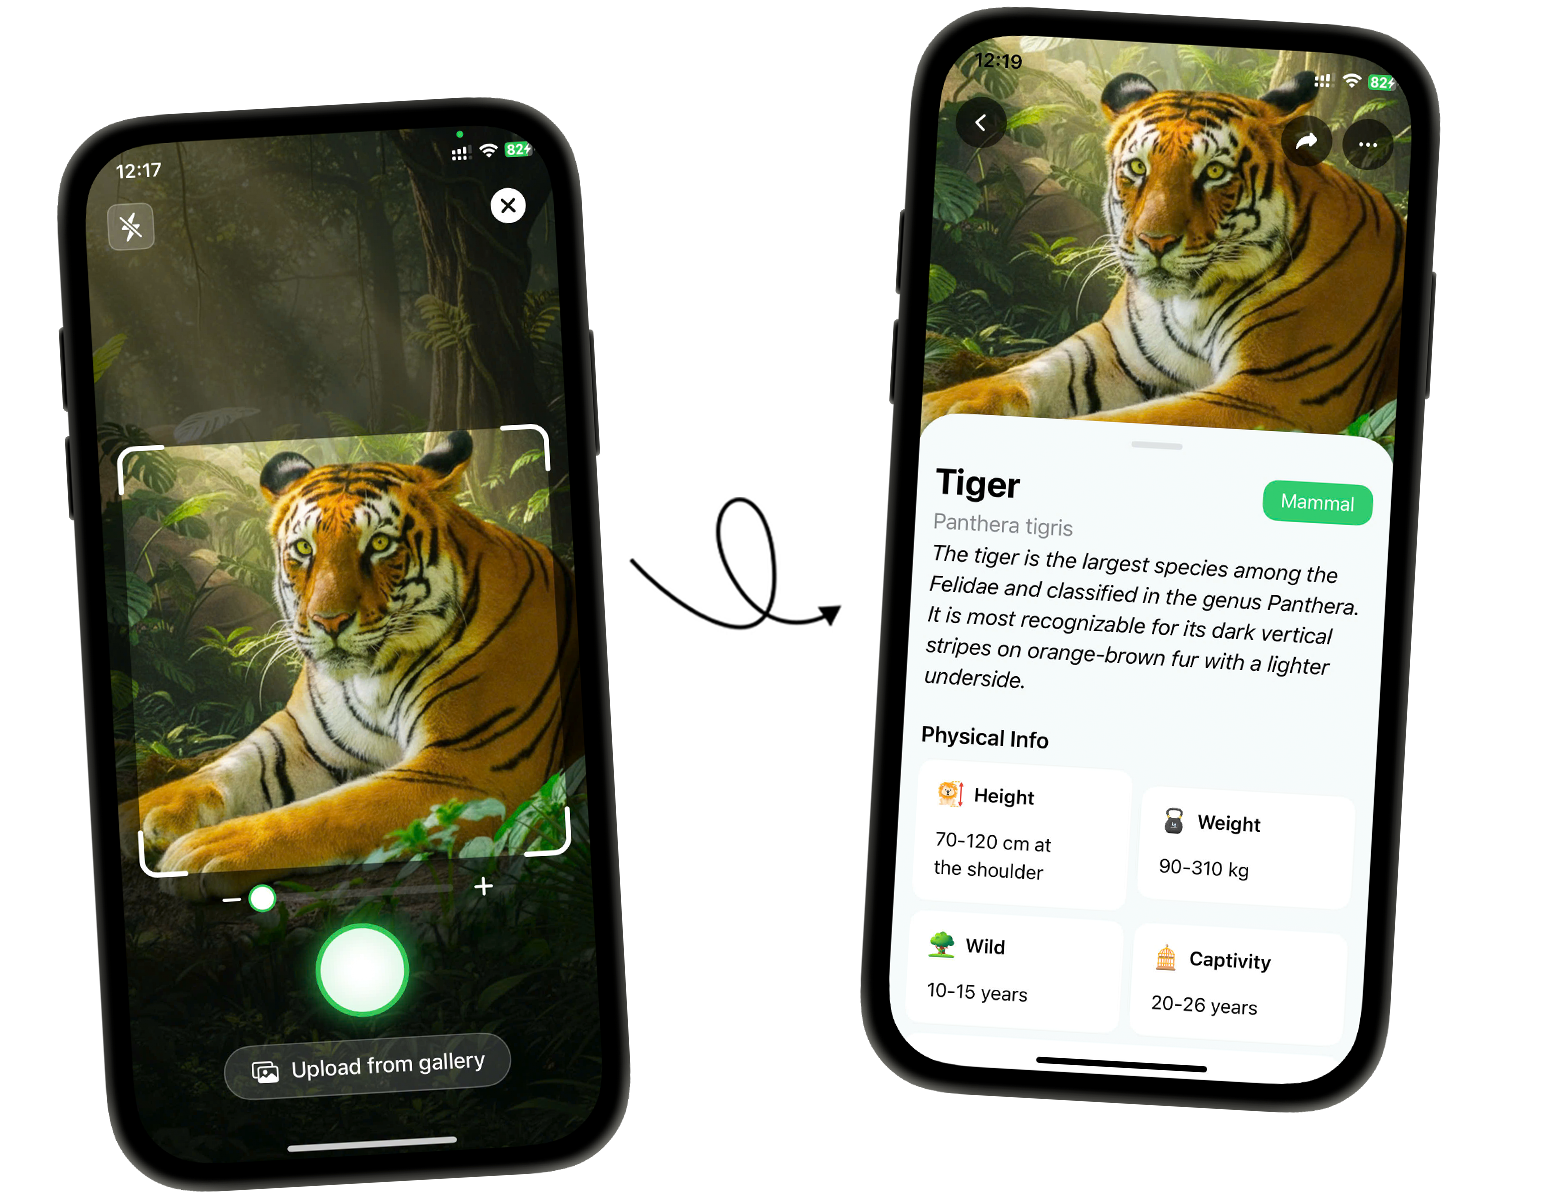 12:17
82
Upload from gallery
12:19
82
Tiger
Mammal
Panthera tigris
The tiger is the largest species among the
Felidae and classified in the genus Panthera.
It is most recognizable for its dark vertical
stripes on orange-brown fur with a lighter
underside.
Physical Info
Height
70-120 cm at
the shoulder
Weight
90-310 kg
Wild
10-15 years
Captivity
20-26 years